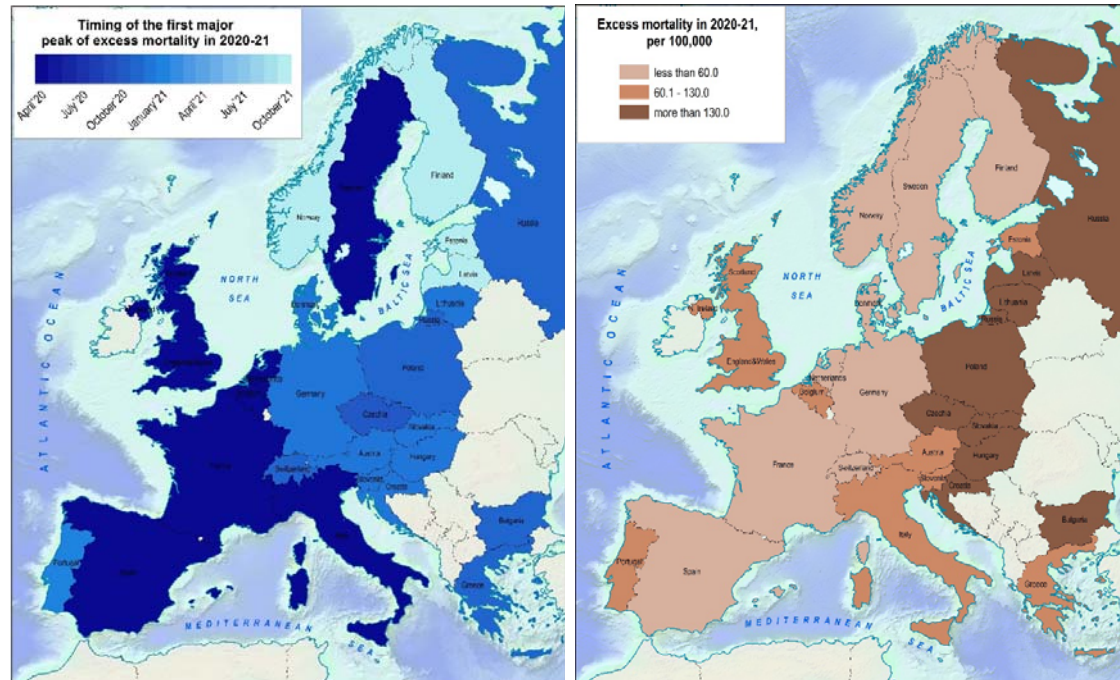 Timing of the first major
peak of excess mortality in 2020-21
April'20
July'20
October'20
January'21
April'21
July'21
October'21
Finland
Norway
Russia
Estonia
Latvia
Lithuania
Russia
ATLANTIC OCEAN
NORTH
SEA
BALTIC SEA
Denmark
Poland
Germany
Czechia
Slovakia
Austria
Hungary
Switzerland
Slovenia
Croatia
Bulgaria
Italy
Portugal
Spain
Greece
MEDITERRANEAN
SEA
Excess mortality in 2020-21,
per 100,000
less than 60.0
60.1 - 130.0
more than 130.0
Finland
Sweden
Norway
Russia
Estonia
Latvia
Lithuania
Russia
Scotland
N.Ireland
England&Wales
ATLANTIC OCEAN
NORTH
SEA
BALTIC SEA
Denmark
Netherlands
Belgium
Germany
Poland
Czechia
Slovakia
Austria
Hungary
France
Switzerland
Slovenia
Croatia
Bulgaria
Italy
Portugal
Spain
Greece
MEDITERRANEAN
SEA